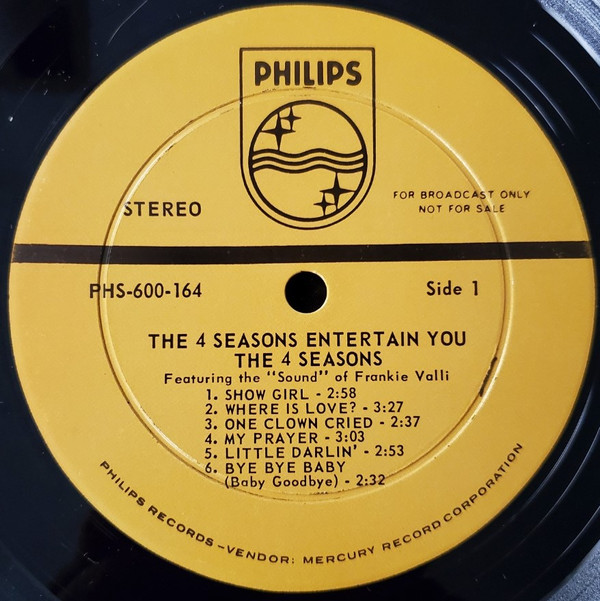 PHILIPS
STEREO
FOR BROADCAST ONLY
NOT FOR SALE
PHS-600-164
Side 1
THE 4 SEASONS ENTERTAIN YOU
THE 4 SEASONS
Featuring the "Sound" of Frankie Valli
1. SHOW GIRL - 2:58
2. WHERE IS LOVE? - 3:27
3. ONE CLOWN CRIED - 2:37
4. MY PRAYER - 3:03
5. LITTLE DARLIN' - 2:53
6. BYE BYE BABY
(Baby Goodbye) - 2:32
PHILIPS RECORDS - VENDOR: MERCURY RECORD CORPORATION